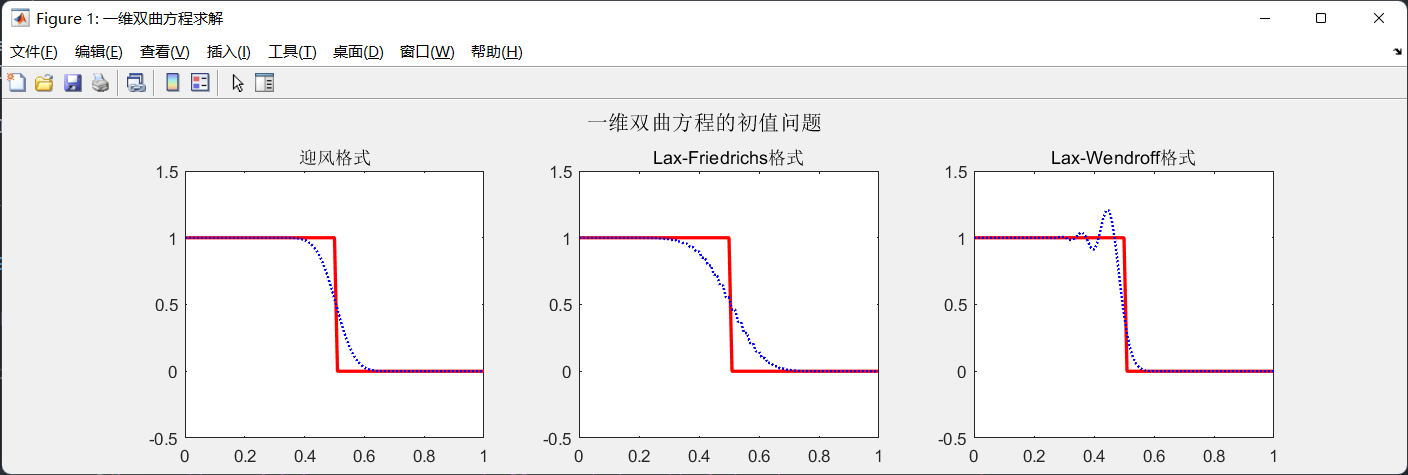 Figure 1: 一维双曲方程求解
文件(F) 编辑(E) 查看(V) 插入(I) 工具(T) 桌面(D) 窗口(W) 帮助(H)
一维双曲方程的初值问题
迎风格式
1.5
1
0.5
0
-0.5
0 0.2 0.4 0.6 0.8 1
Lax-Friedrichs格式
1.5
1
0.5
0
-0.5
0 0.2 0.4 0.6 0.8 1
Lax-Wendroff格式
1.5
1
0.5
0
-0.5
0 0.2 0.4 0.6 0.8 1